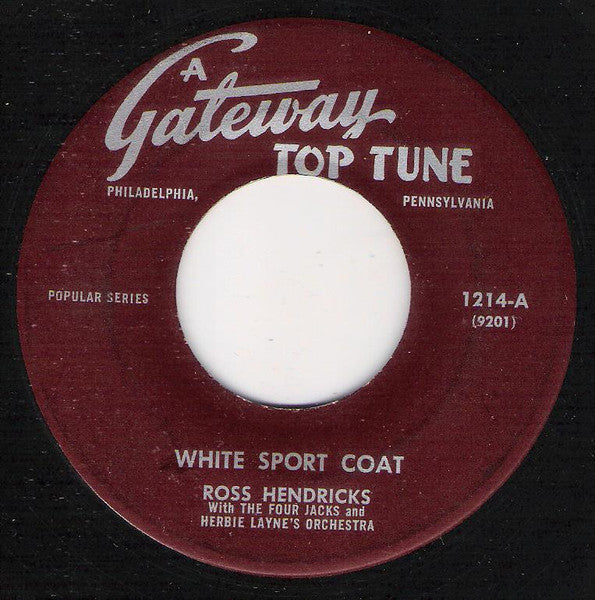 A
Gateway
TOP TUNE
PHILADELPHIA, PENNSYLVANIA
POPULAR SERIES 1214-A
(9201)
WHITE SPORT COAT
ROSS HENDRICKS
With THE FOUR JACKS and
HERBIE LAYNE'S ORCHESTRA